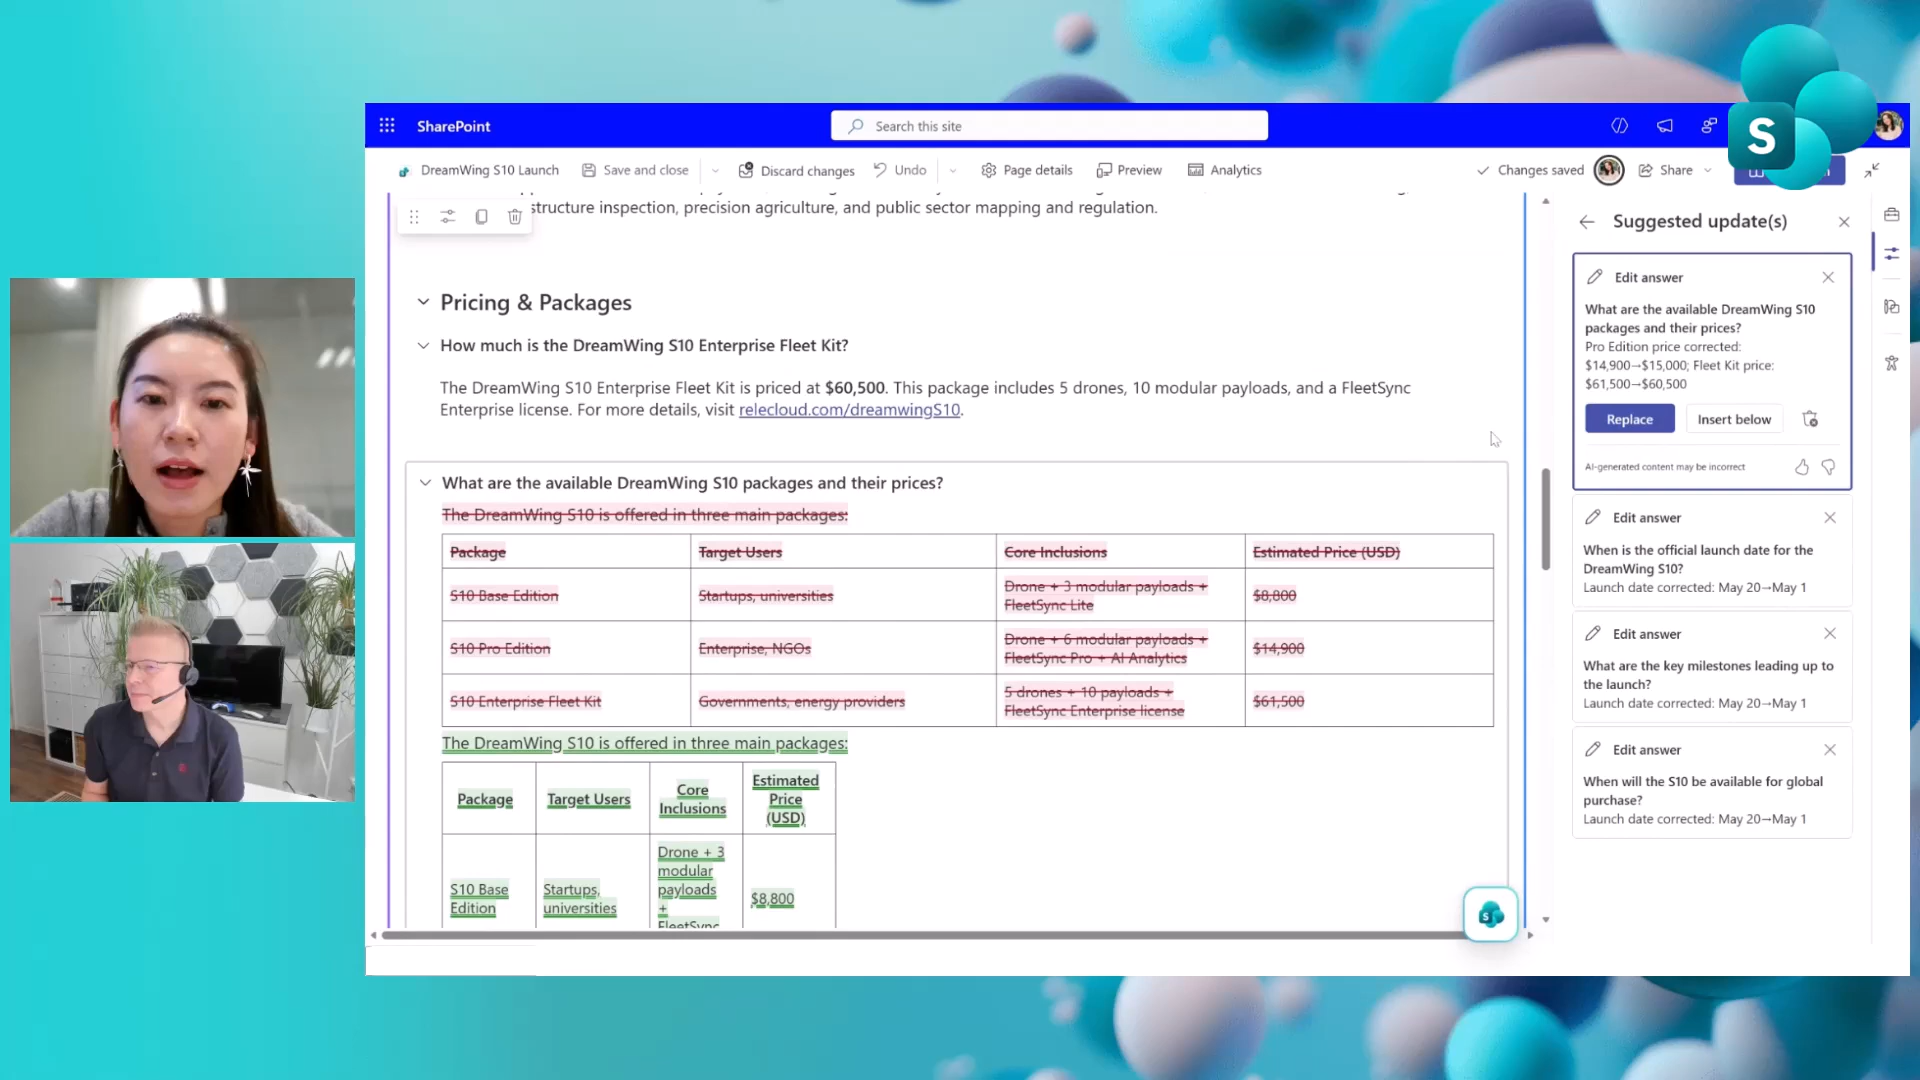 SharePoint
Search this site
S
DreamWing S10 Launch
Save and close
Discard changes
Undo
Page details
Preview
Analytics
Changes saved
Share
structure inspection, precision agriculture, and public sector mapping and regulation.
Pricing & Packages
How much is the DreamWing S10 Enterprise Fleet Kit?
The DreamWing S10 Enterprise Fleet Kit is priced at $60,500. This package includes 5 drones, 10 modular payloads, and a FleetSync
Enterprise license. For more details, visit relecloud.com/dreamwingS10.
What are the available DreamWing S10 packages and their prices?
The DreamWing S10 is offered in three main packages:
Package
Target Users
Core Inclusions
Estimated Price (USD)
S10 Base Edition
Startups, universities
Drone + 3 modular payloads +
FleetSync Lite
$8,800
S10 Pro Edition
Enterprise, NGOs
Drone + 6 modular payloads +
FleetSync Pro + AI Analytics
$14,900
S10 Enterprise Fleet Kit
Governments, energy providers
5 drones + 10 payloads +
FleetSync Enterprise license
$61,500
The DreamWing S10 is offered in three main packages:
Package
Target Users
Core
Inclusions
Estimated
Price
(USD)
S10 Base
Edition
Startups,
universities
Drone + 3
modular
payloads
+
FleetSync
$8,800
S
Suggested update(s)
Edit answer
What are the available DreamWing S10
packages and their prices?
Pro Edition price corrected:
$14,900→$15,000; Fleet Kit price:
$61,500→$60,500
Replace
Insert below
AI-generated content may be incorrect
Edit answer
When is the official launch date for the
DreamWing S10?
Launch date corrected: May 20→May 1
Edit answer
What are the key milestones leading up to
the launch?
Launch date corrected: May 20→May 1
Edit answer
When will the S10 be available for global
purchase?
Launch date corrected: May 20→May 1